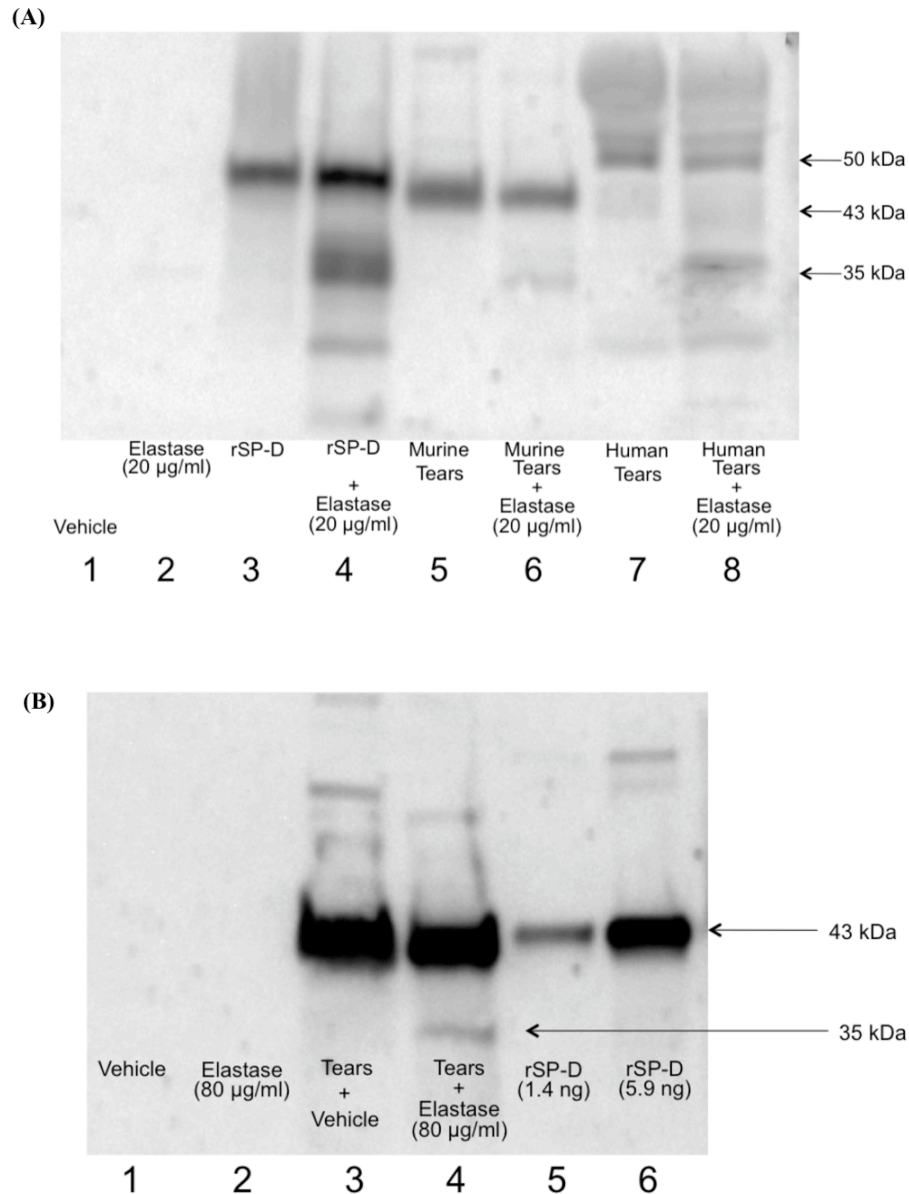 (A)
50 kDa
43 kDa
35 kDa
Vehicle
Elastase
(20 µg/ml)
rSP-D
rSP-D
+
Elastase
(20 µg/ml)
Murine
Tears
Murine
Tears
+
Elastase
(20 µg/ml)
Human
Tears
Human
Tears
+
Elastase
(20 µg/ml)
1 2 3 4 5 6 7 8
(B)
43 kDa
35 kDa
Vehicle
Elastase
(80 µg/ml)
Tears
+
Vehicle
Tears
+
Elastase
(80 µg/ml)
rSP-D
(1.4 ng)
rSP-D
(5.9 ng)
1 2 3 4 5 6